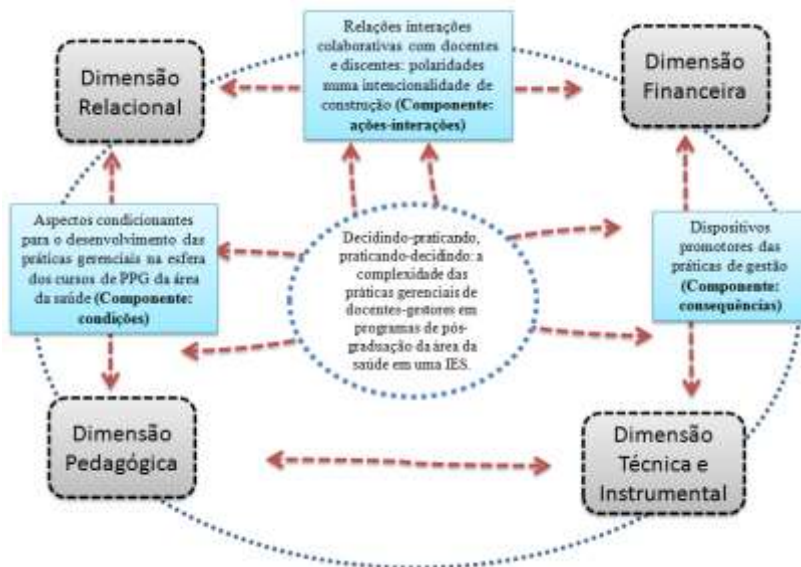 Relações interações
colaborativas com docentes
e discentes: polaridades
numa intencionalidade de
construção (Componente:
ações-interações)
Dimensão
Relacional
Dimensão
Financeira
Aspectos condicionantes
para o desenvolvimento das
práticas gerenciais na esfera
dos cursos de PPG da área
da saúde (Componente:
condições)
Decidindo-praticando,
praticando-decidindo: a
complexidade das
práticas gerenciais de
docentes-gestores em
programas de pós-
graduação da área da
saúde em uma IES.
Dispositivos
promotores das
práticas de gestão
(Componente:
consequências)
Dimensão
Pedagógica
Dimensão
Técnica e
Instrumental